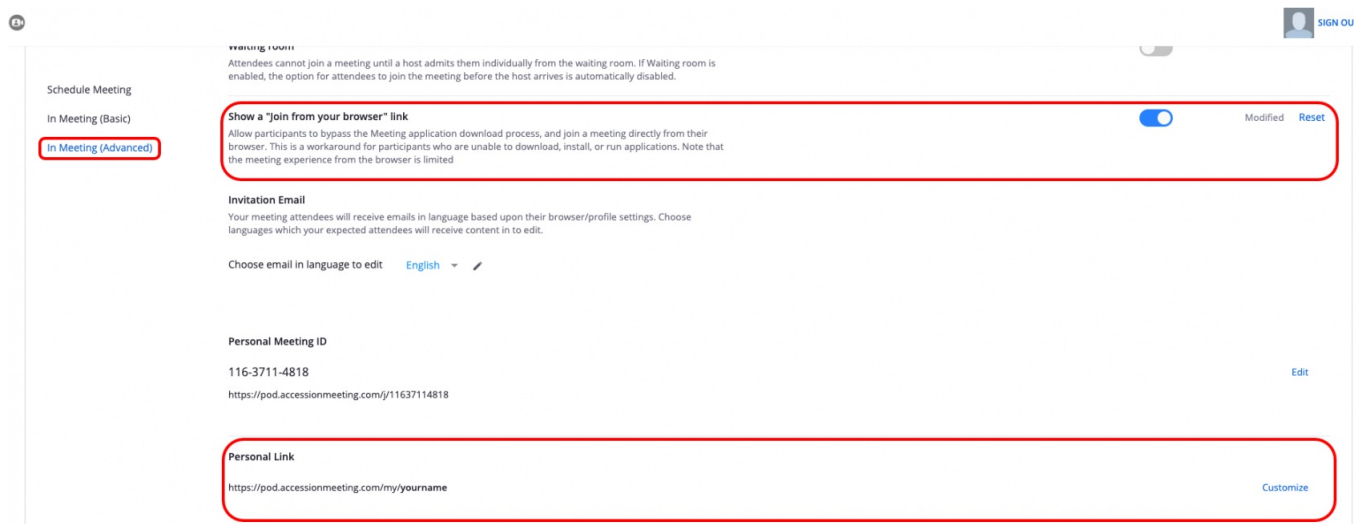 SIGN OU
Waiting room
Attendees cannot join a meeting until a host admits them individually from the waiting room. If Waiting room is
enabled, the option for attendees to join the meeting before the host arrives is automatically disabled.
Schedule Meeting
In Meeting (Basic)
In Meeting (Advanced)
Show a "Join from your browser" link
Modified Reset
Allow participants to bypass the Meeting application download process, and join a meeting directly from their
browser. This is a workaround for participants who are unable to download, install, or run applications. Note that
the meeting experience from the browser is limited
Invitation Email
Your meeting attendees will receive emails in language based upon their browser/profile settings. Choose
languages which your expected attendees will receive content in to edit.
Choose email in language to edit English
Personal Meeting ID
116-3711-4818
Edit
https://pod.accessionmeeting.com/j/11637114818
Personal Link
https://pod.accessionmeeting.com/my/yourname
Customize